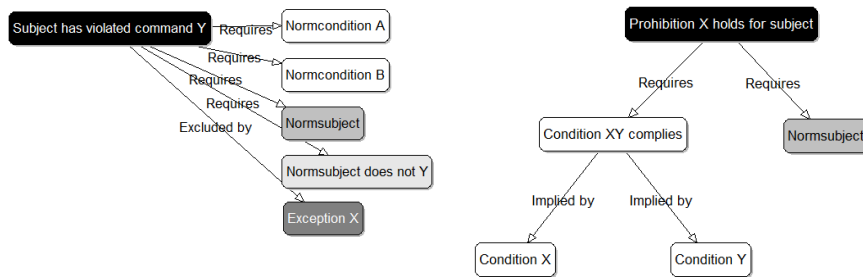 Subject has violated command Y
Requires
Normcondition A
Requires
Normcondition B
Requires
Normsubject
Requires
Normsubject does not Y
Excluded by
Exception X
Prohibition X holds for subject
Requires
Requires
Condition XY complies
Normsubject
Implied by
Implied by
Condition X
Condition Y